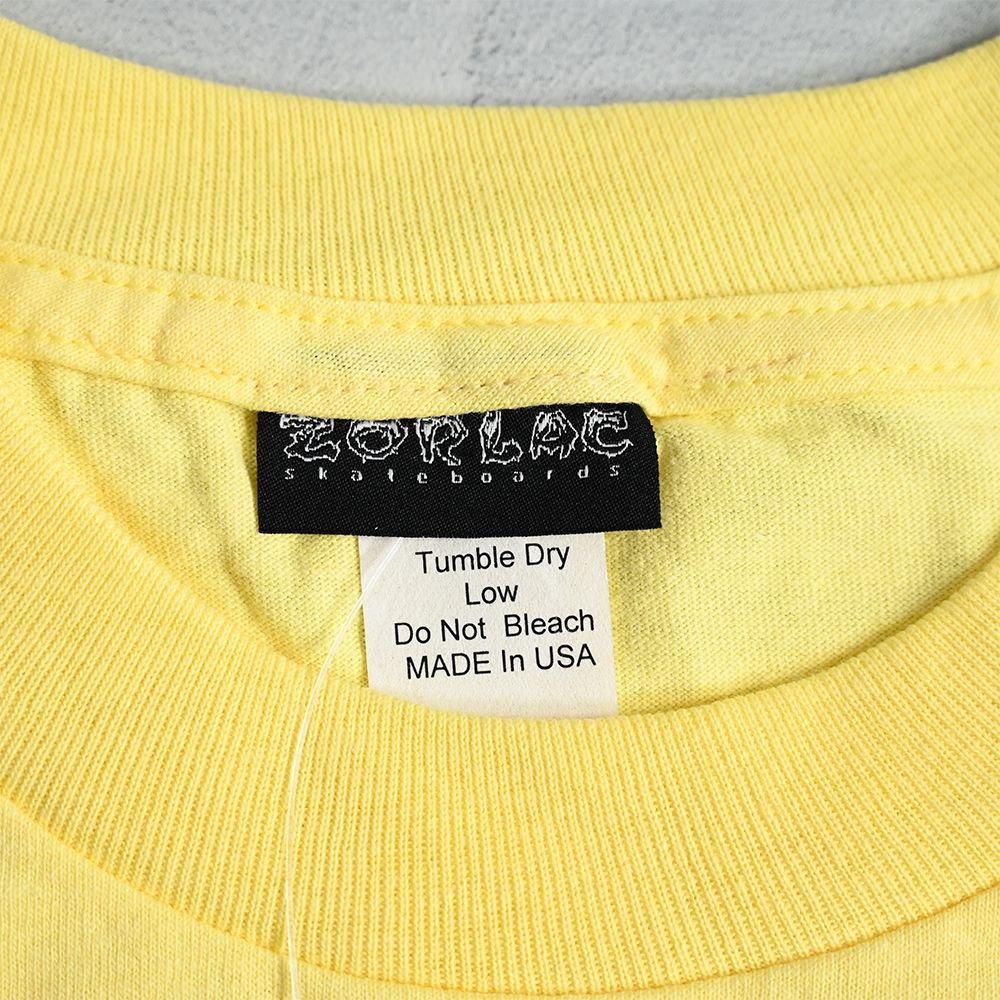 ZORLAC
skateboards
Tumble Dry
Low
Do Not Bleach
MADE In USA